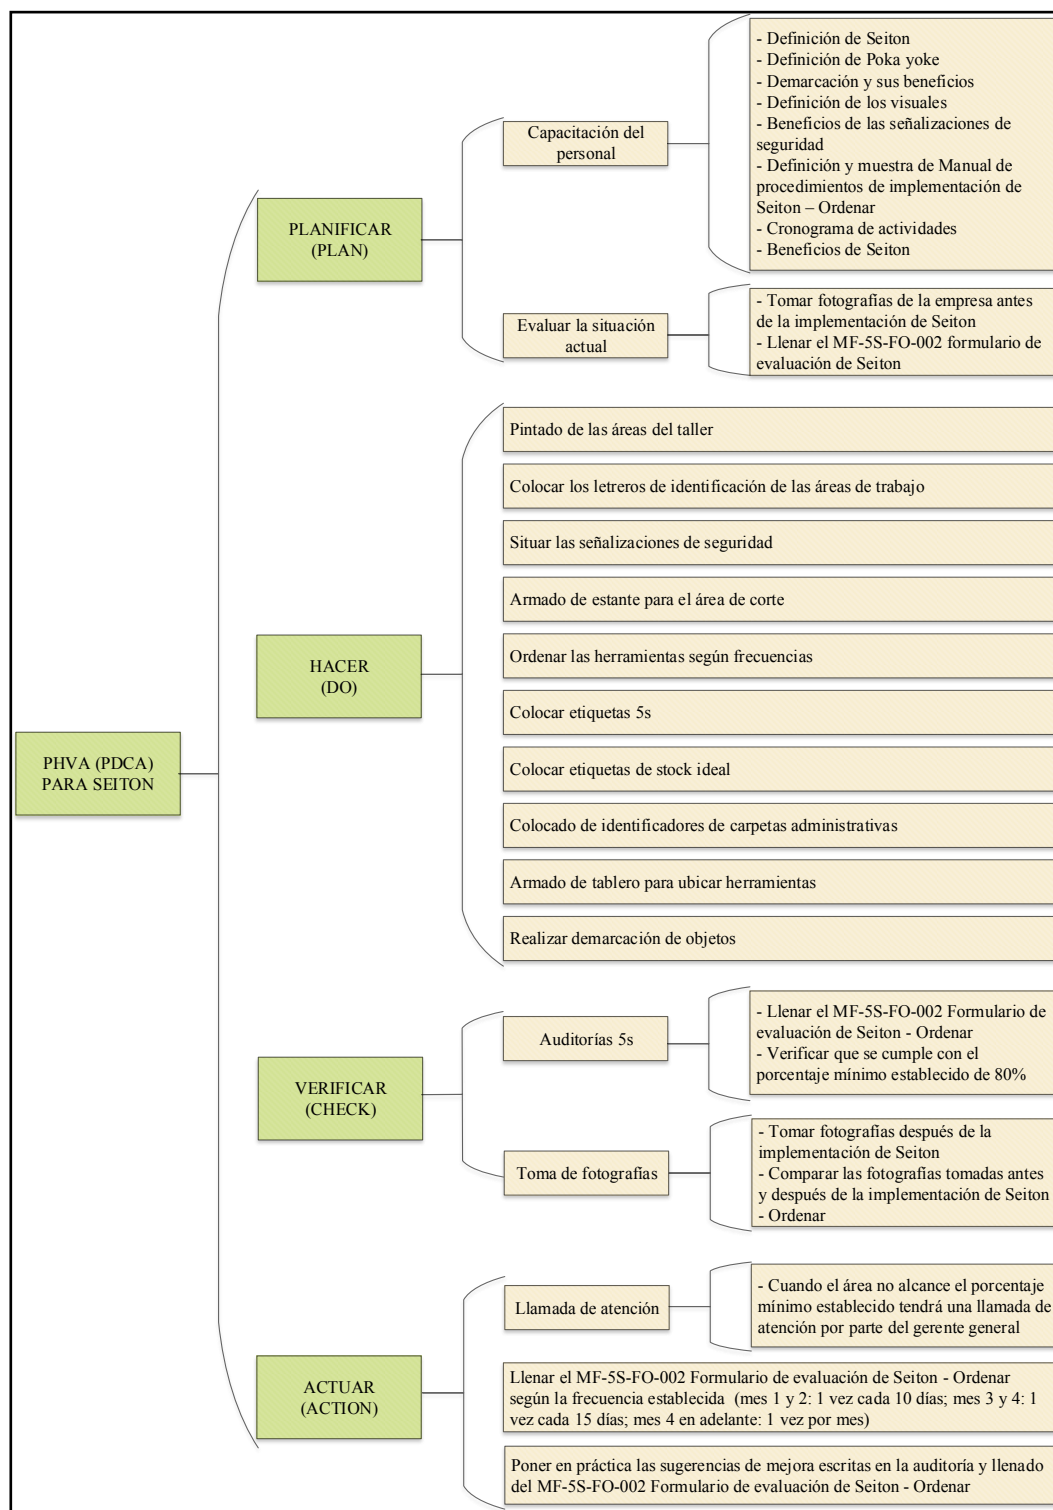 PHVA (PDCA)
PARA SEITON
PLANIFICAR
(PLAN)
Capacitación del
personal
- Definición de Seiton
- Definición de Poka yoke
- Demarcación y sus beneficios
- Definición de los visuales
- Beneficios de las señalizaciones de
seguridad
- Definición y muestra de Manual de
procedimientos de implementación de
Seiton – Ordenar
- Cronograma de actividades
- Beneficios de Seiton
Evaluar la situación
actual
- Tomar fotografías de la empresa antes
de la implementación de Seiton
- Llenar el MF-5S-FO-002 formulario de
evaluación de Seiton
HACER
(DO)
Pintado de las áreas del taller
Colocar los letreros de identificación de las áreas de trabajo
Situar las señalizaciones de seguridad
Armado de estante para el área de corte
Ordenar las herramientas según frecuencias
Colocar etiquetas 5s
Colocar etiquetas de stock ideal
Colocado de identificadores de carpetas administrativas
Armado de tablero para ubicar herramientas
Realizar demarcación de objetos
VERIFICAR
(CHECK)
Auditorías 5s
- Llenar el MF-5S-FO-002 Formulario de
evaluación de Seiton - Ordenar
- Verificar que se cumple con el
porcentaje mínimo establecido de 80%
Toma de fotografías
- Tomar fotografías después de la
implementación de Seiton
- Comparar las fotografías tomadas antes
y después de la implementación de Seiton
- Ordenar
ACTUAR
(ACTION)
Llamada de atención
- Cuando el área no alcance el porcentaje
mínimo establecido tendrá una llamada de
atención por parte del gerente general
Llenar el MF-5S-FO-002 Formulario de evaluación de Seiton - Ordenar
según la frecuencia establecida (mes 1 y 2: 1 vez cada 10 días; mes 3 y 4: 1
vez cada 15 días; mes 4 en adelante: 1 vez por mes)
Poner en práctica las sugerencias de mejora escritas en la auditoría y llenado
del MF-5S-FO-002 Formulario de evaluación de Seiton - Ordenar